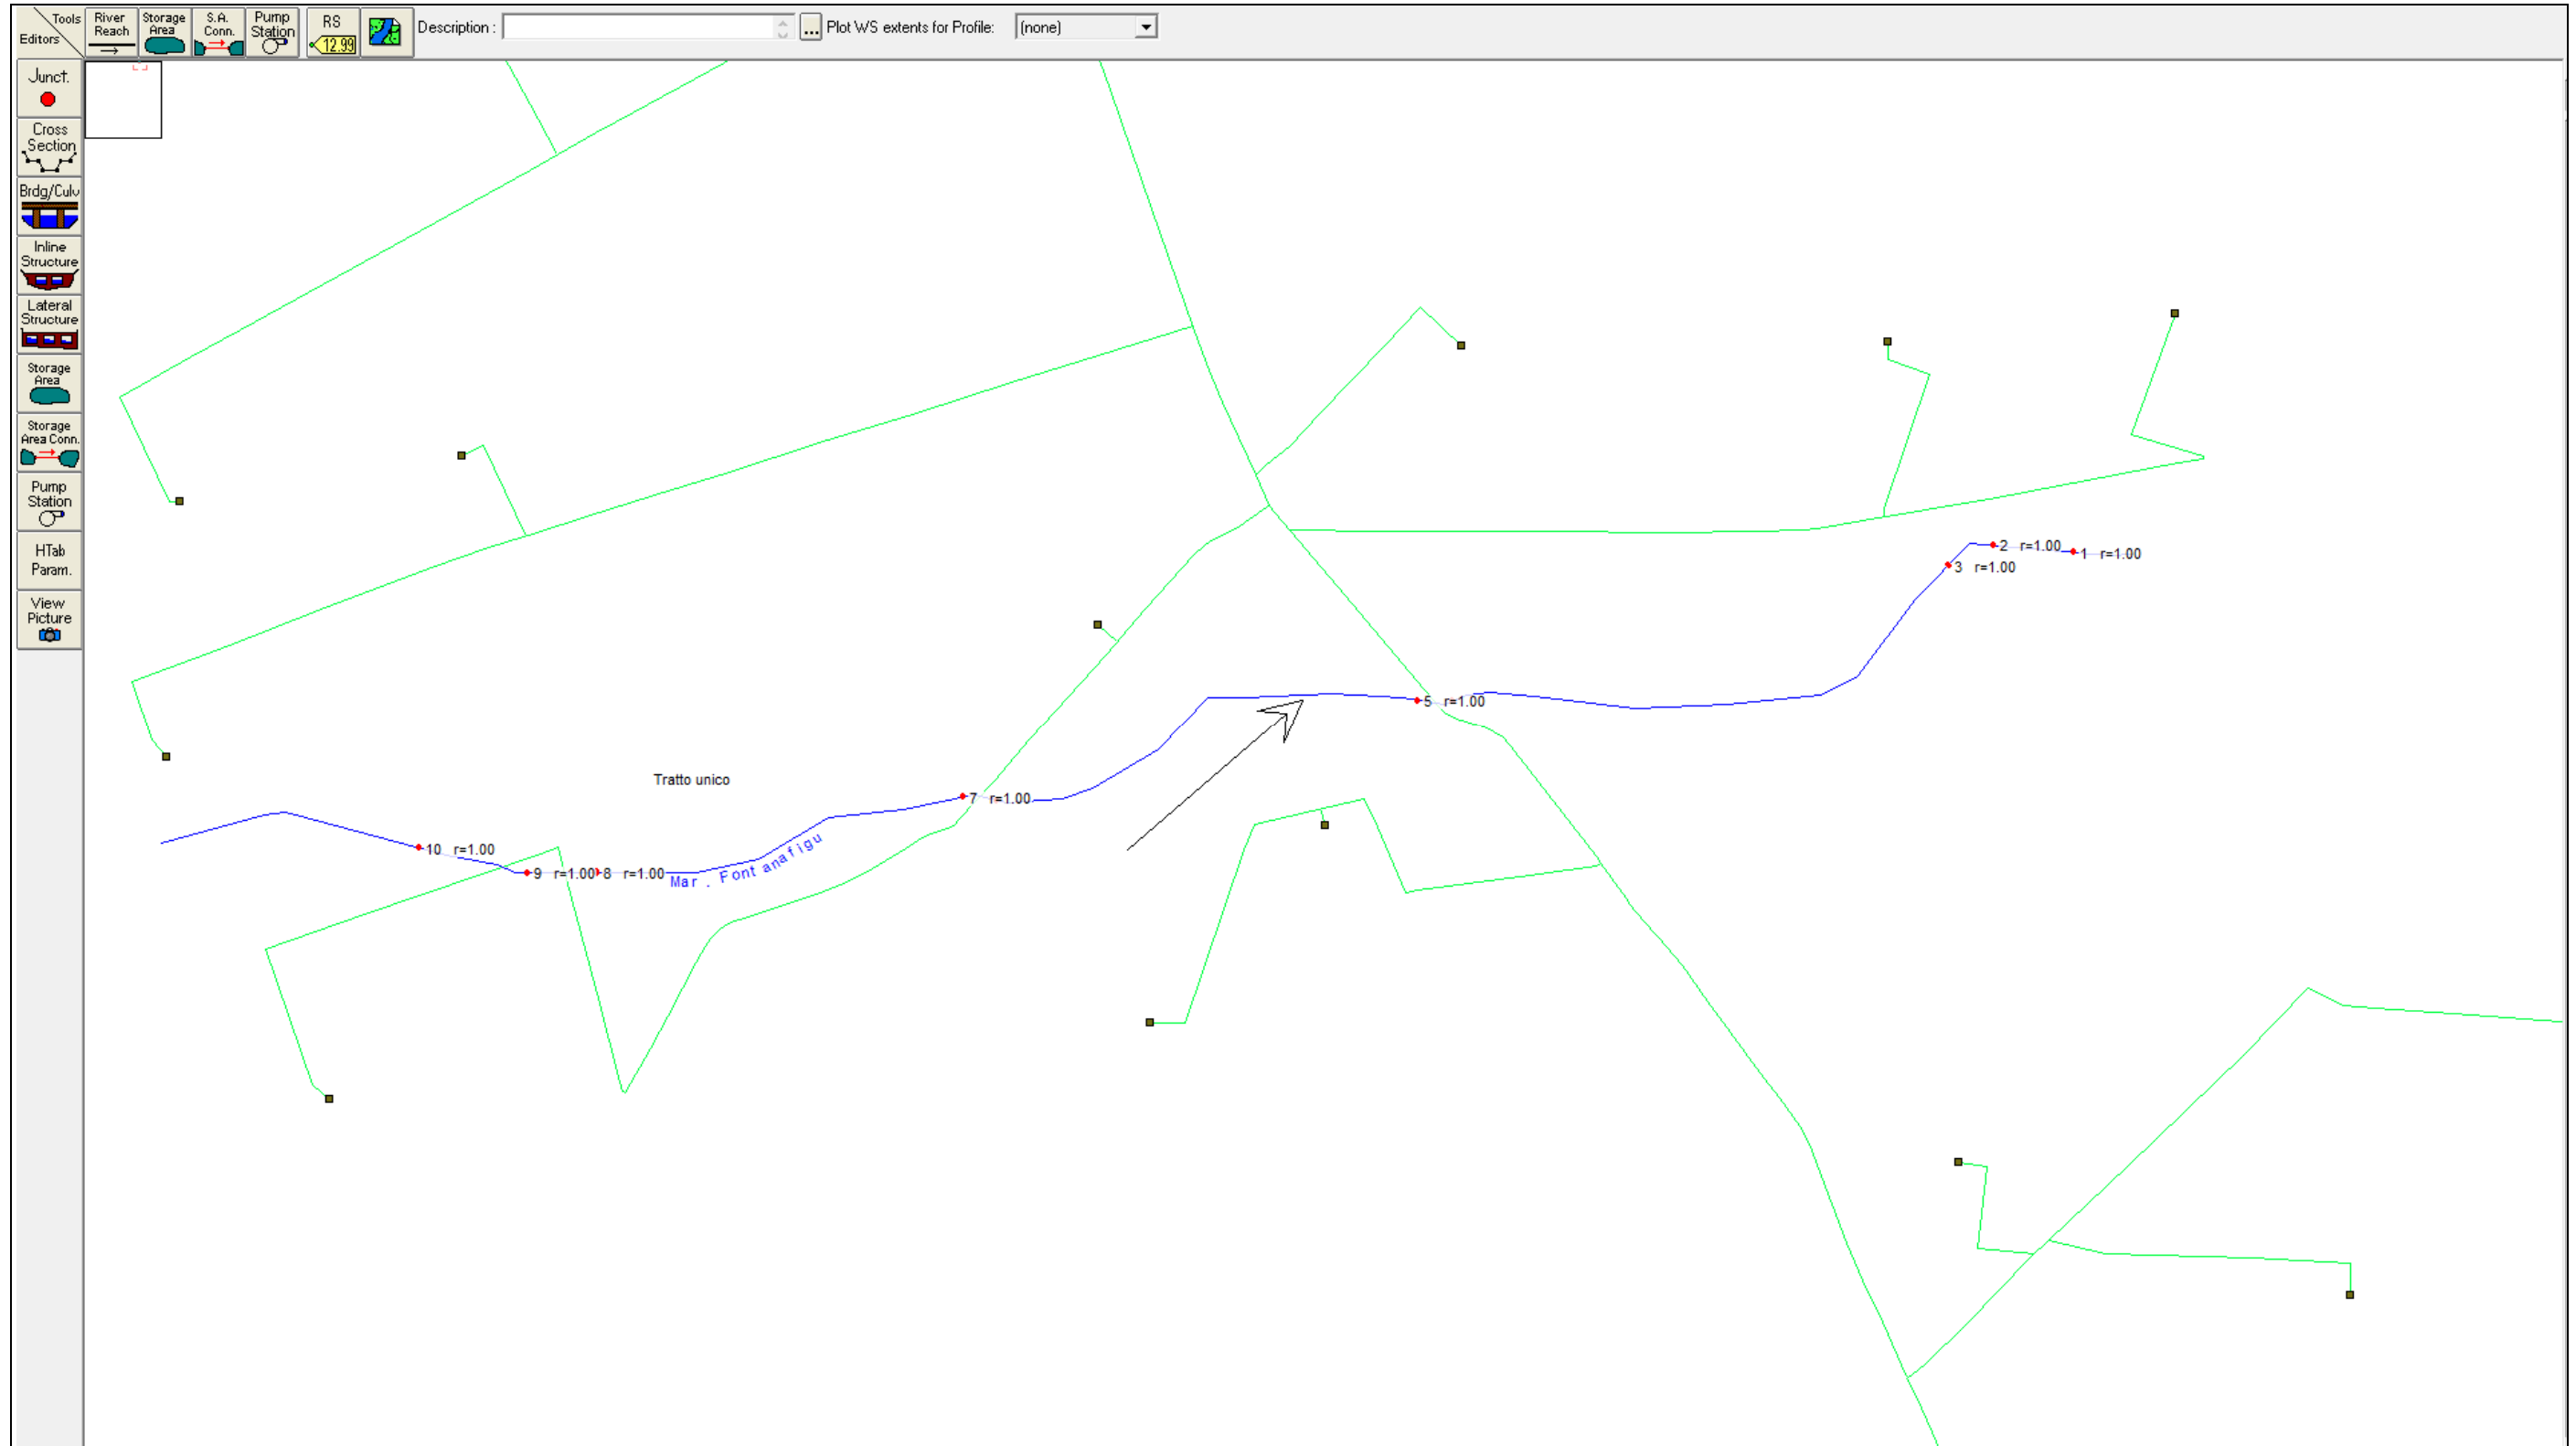 Tools
Editors
River
Reach
Storage
Area
S.A.
Conn.
Pump
Station
RS
12.99
Description :
...
Plot WS extents for Profile:
(none)
Junct.
Cross
Section
Brdg/Culv
Inline
Structure
Lateral
Structure
Storage
Area
Storage
Area Conn.
Pump
Station
HTab
Param.
View
Picture
2 r=1.00
1 r=1.00
3 r=1.00
5 r=1.00
Tratto unico
7 r=1.00
10 r=1.00
9 r=1.00
8 r=1.00
Mar . Fontanafigu